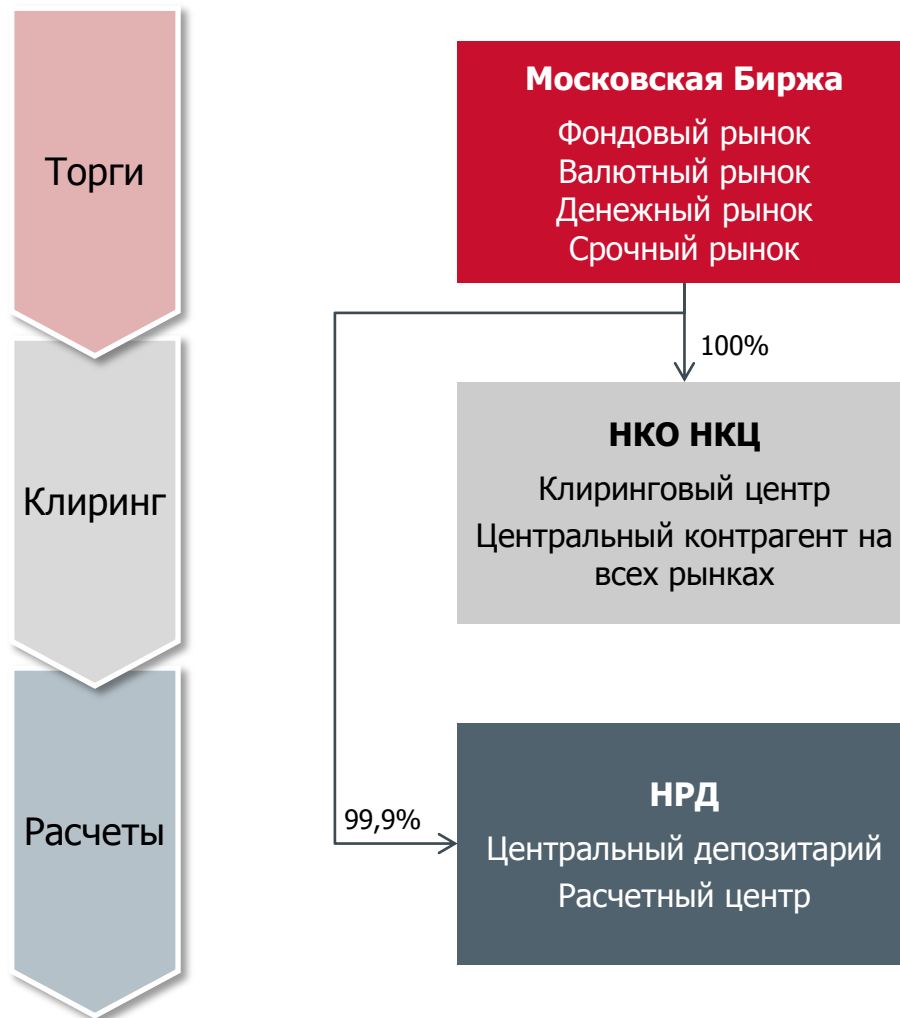 Торги
Московская Биржа
Фондовый рынок
Валютный рынок
Денежный рынок
Срочный рынок
100%
Клиринг
НКО НКЦ
Клиринговый центр
Центральный контрагент на
всех рынках
Расчеты
99,9%
НРД
Центральный депозитарий
Расчетный центр